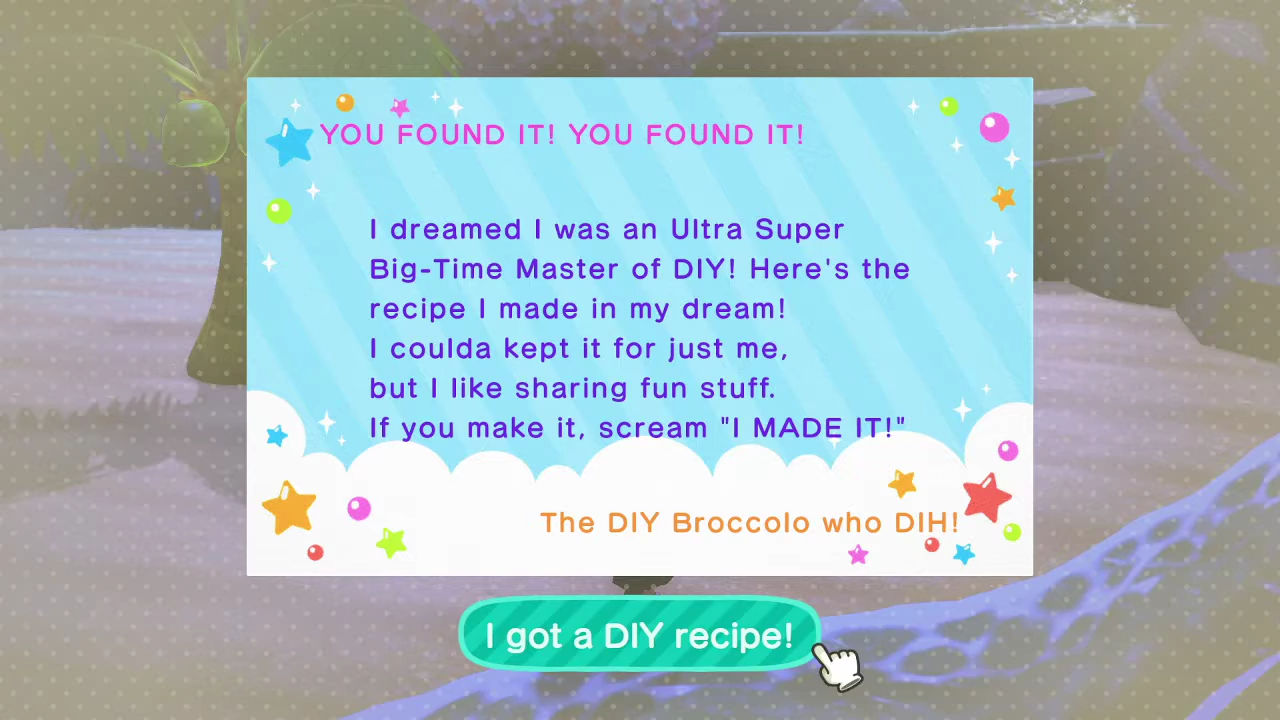 YOU FOUND IT! YOU FOUND IT!
I dreamed I was an Ultra Super
Big-Time Master of DIY! Here's the
recipe I made in my dream!
I coulda kept it for just me,
but I like sharing fun stuff.
If you make it, scream "I MADE IT!"
The DIY Broccolo who DIH!
I got a DIY recipe!